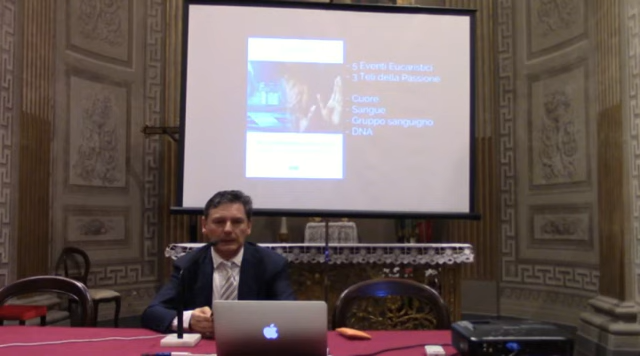 - 5 Eventi Eucaristici
- 3 Teli della Passione
- Cuore
- Sangue
- Gruppo sanguigno
- DNA